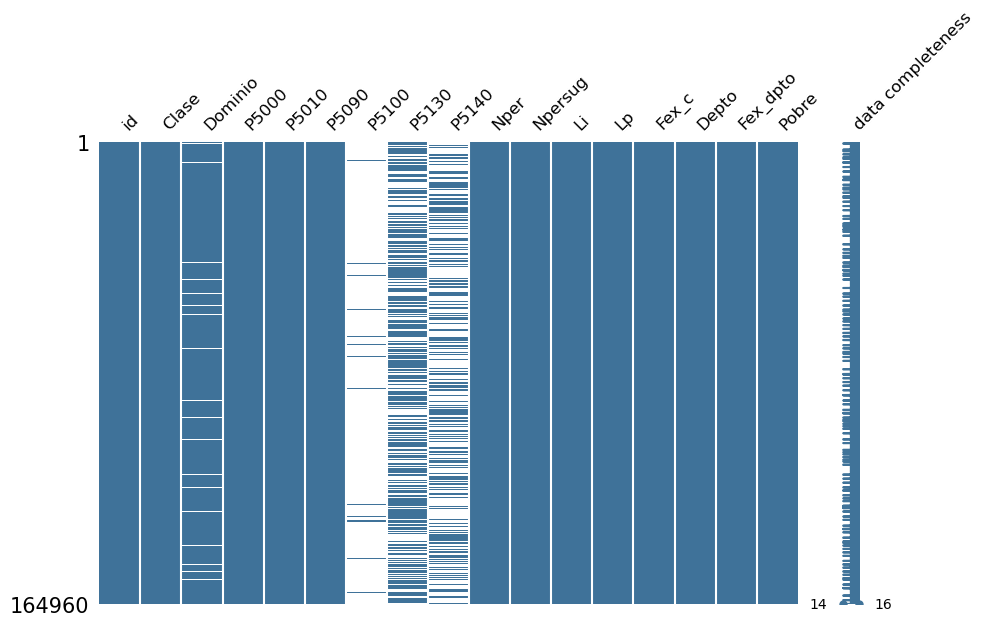 id
Clase
Dominio
P5000
P5010
P5090
P5100
P5130
P5140
Nper
Npersug
Li
Lp
Fex_c
Depto
Fex_dpto
Pobre
data completeness
1
164960
14
16